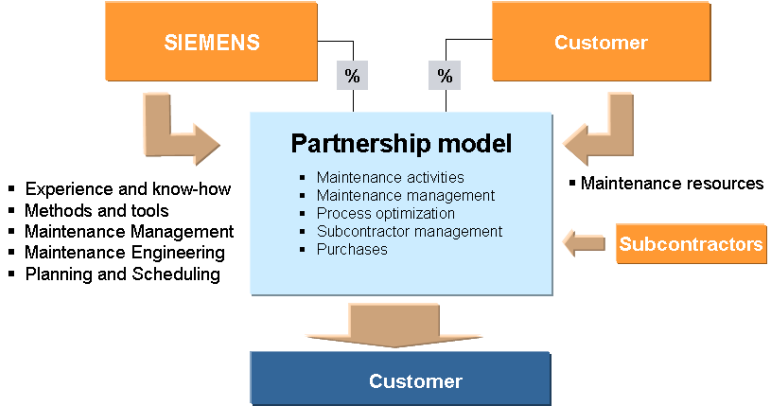 SIEMENS
Customer
%
%
Partnership model
▪ Maintenance activities
▪ Maintenance management
▪ Process optimization
▪ Subcontractor management
▪ Purchases
▪ Experience and know-how
▪ Methods and tools
▪ Maintenance Management
▪ Maintenance Engineering
▪ Planning and Scheduling
▪ Maintenance resources
Subcontractors
Customer